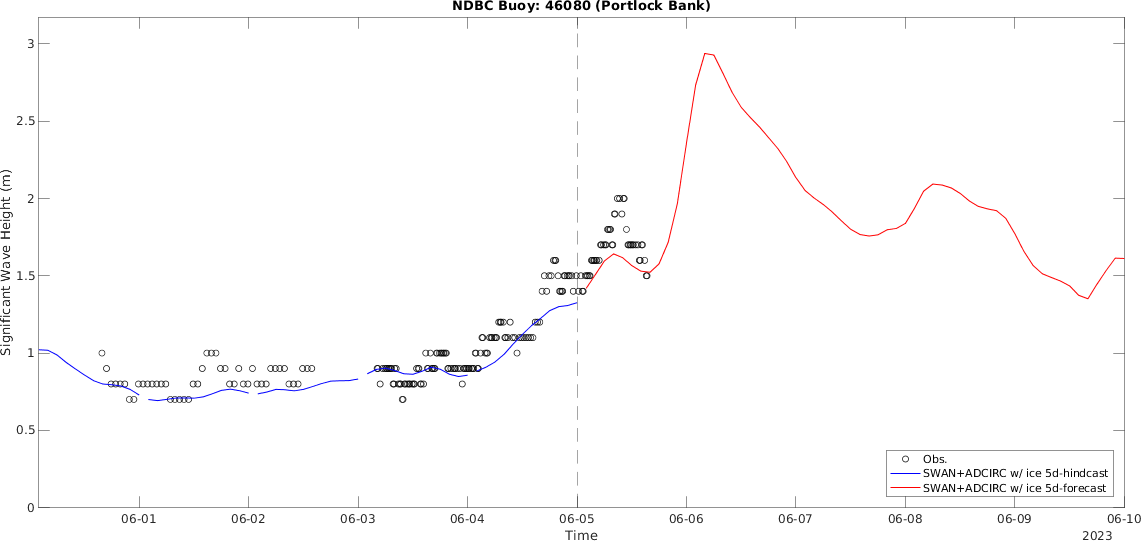 NDBC Buoy: 46080 (Portlock Bank)
3
2.5
2
1.5
1
0.5
0
Significant Wave Height (m)
Obs.
SWAN+ADCIRC w/ ice 5d-hindcast
SWAN+ADCIRC w/ ice 5d-forecast
06-01 06-02 06-03 06-04 06-05 06-06 06-07 06-08 06-09 06-10
Time
2023